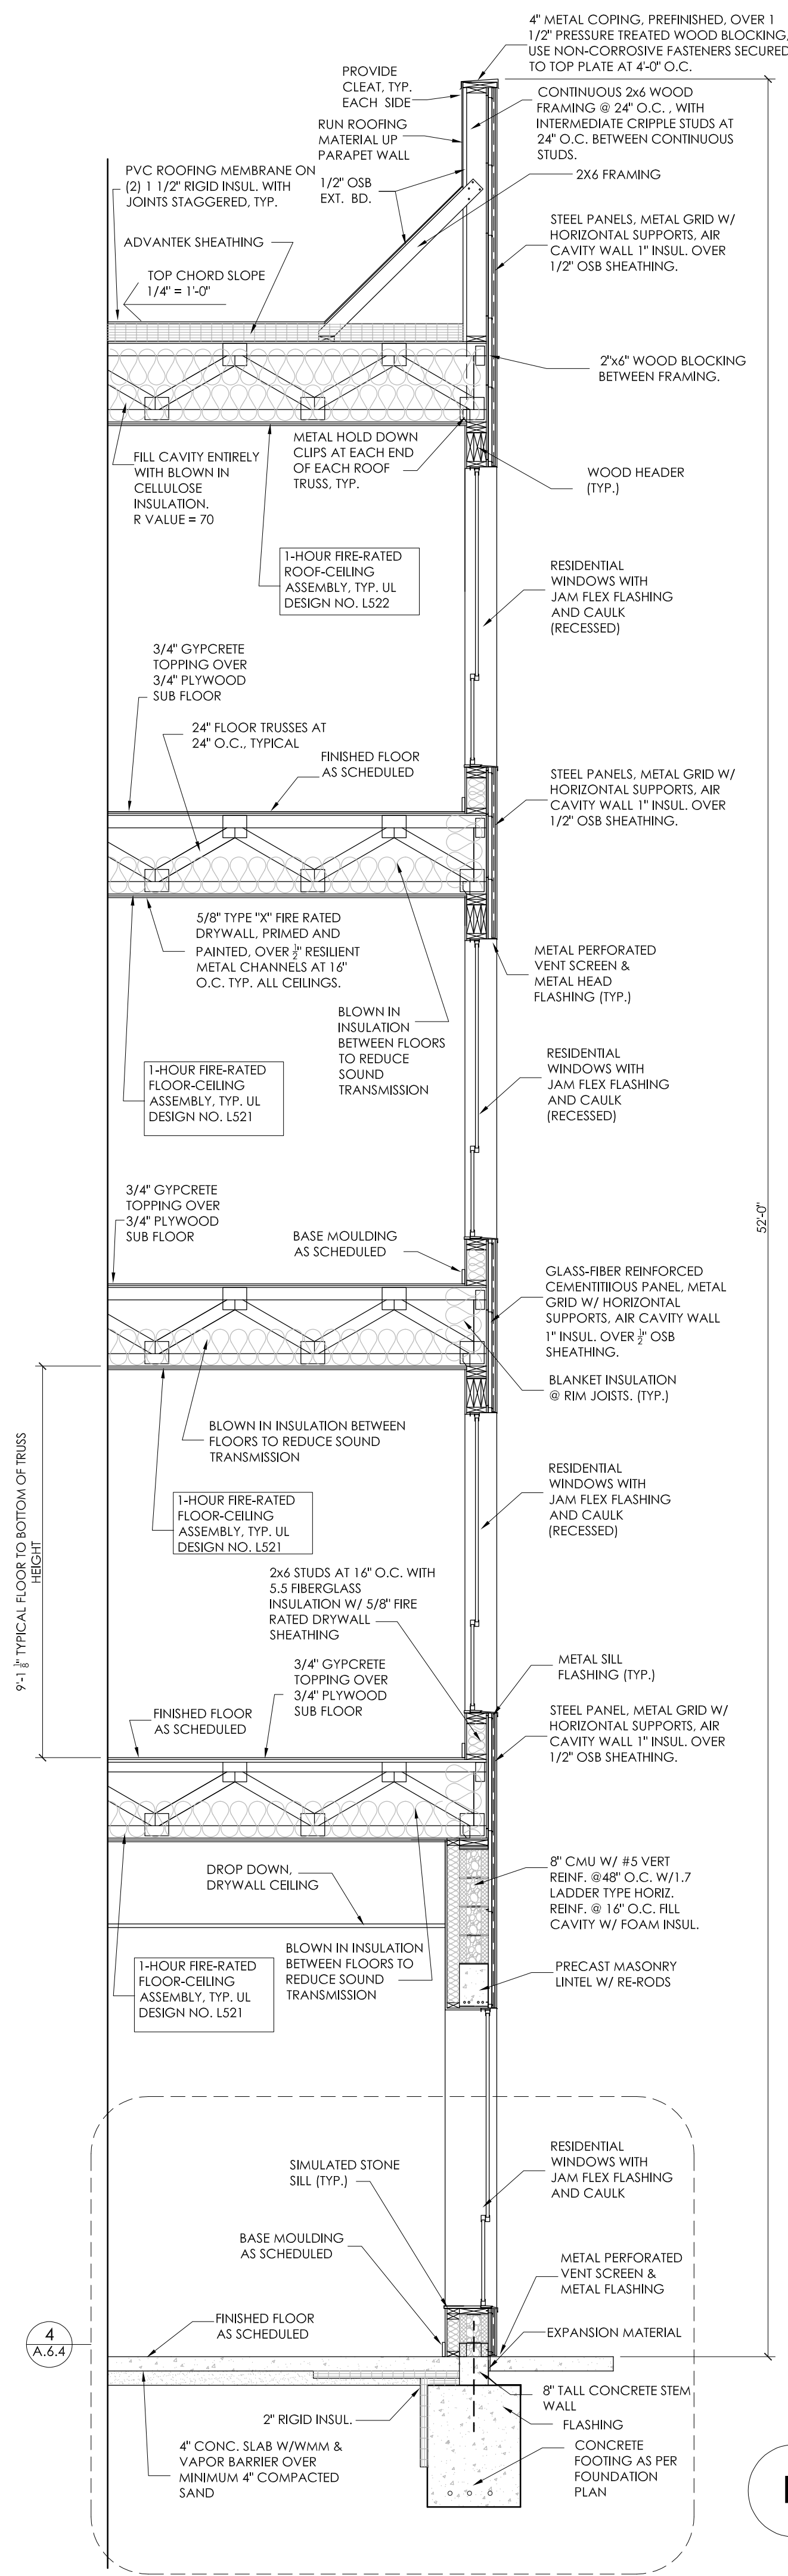 4" METAL COPING, PREFINISHED, OVER 1
1/2" PRESSURE TREATED WOOD BLOCKING,
USE NON-CORROSIVE FASTENERS SECURED
TO TOP PLATE AT 4'-0" O.C.
PROVIDE
CLEAT, TYP.
EACH SIDE
CONTINUOUS 2x6 WOOD
FRAMING @ 24" O.C. , WITH
INTERMEDIATE CRIPPLE STUDS AT
24" O.C. BETWEEN CONTINUOUS
STUDS.
RUN ROOFING
MATERIAL UP
PARAPET WALL
PVC ROOFING MEMBRANE ON
(2) 1 1/2" RIGID INSUL. WITH
JOINTS STAGGERED, TYP.
1/2" OSB
EXT. BD.
2X6 FRAMING
STEEL PANELS, METAL GRID W/
HORIZONTAL SUPPORTS, AIR
CAVITY WALL 1" INSUL. OVER
1/2" OSB SHEATHING.
ADVANTEK SHEATHING
TOP CHORD SLOPE
1/4" = 1'-0"
2"x6" WOOD BLOCKING
BETWEEN FRAMING.
FILL CAVITY ENTIRELY
WITH BLOWN IN
CELLULOSE
INSULATION.
R VALUE = 70
METAL HOLD DOWN
CLIPS AT EACH END
OF EACH ROOF
TRUSS, TYP.
WOOD HEADER
(TYP.)
1-HOUR FIRE-RATED
ROOF-CEILING
ASSEMBLY, TYP. UL
DESIGN NO. L522
RESIDENTIAL
WINDOWS WITH
JAM FLEX FLASHING
AND CAULK
(RECESSED)
3/4" GYPCRETE
TOPPING OVER
3/4" PLYWOOD
SUB FLOOR
24" FLOOR TRUSSES AT
24" O.C., TYPICAL
FINISHED FLOOR
AS SCHEDULED
STEEL PANELS, METAL GRID W/
HORIZONTAL SUPPORTS, AIR
CAVITY WALL 1" INSUL. OVER
1/2" OSB SHEATHING.
5/8" TYPE "X" FIRE RATED
DRYWALL, PRIMED AND
PAINTED, OVER ½" RESILIENT
METAL CHANNELS AT 16"
O.C. TYP. ALL CEILINGS.
METAL PERFORATED
VENT SCREEN &
METAL HEAD
FLASHING (TYP.)
BLOWN IN
INSULATION
BETWEEN FLOORS
TO REDUCE
SOUND
TRANSMISSION
1-HOUR FIRE-RATED
FLOOR-CEILING
ASSEMBLY, TYP. UL
DESIGN NO. L521
RESIDENTIAL
WINDOWS WITH
JAM FLEX FLASHING
AND CAULK
(RECESSED)
52'-0"
3/4" GYPCRETE
TOPPING OVER
3/4" PLYWOOD
SUB FLOOR
BASE MOULDING
AS SCHEDULED
GLASS-FIBER REINFORCED
CEMENTITIIOUS PANEL, METAL
GRID W/ HORIZONTAL
SUPPORTS, AIR CAVITY WALL
1" INSUL. OVER ½" OSB
SHEATHING.
BLANKET INSULATION
@ RIM JOISTS. (TYP.)
BLOWN IN INSULATION BETWEEN
FLOORS TO REDUCE SOUND
TRANSMISSION
9'-1 ⅛" TYPICAL FLOOR TO BOTTOM OF TRUSS
HEIGHT
1-HOUR FIRE-RATED
FLOOR-CEILING
ASSEMBLY, TYP. UL
DESIGN NO. L521
RESIDENTIAL
WINDOWS WITH
JAM FLEX FLASHING
AND CAULK
(RECESSED)
2x6 STUDS AT 16" O.C. WITH
5.5 FIBERGLASS
INSULATION W/ 5/8" FIRE
RATED DRYWALL
SHEATHING
3/4" GYPCRETE
TOPPING OVER
3/4" PLYWOOD
SUB FLOOR
METAL SILL
FLASHING (TYP.)
FINISHED FLOOR
AS SCHEDULED
STEEL PANEL, METAL GRID W/
HORIZONTAL SUPPORTS, AIR
CAVITY WALL 1" INSUL. OVER
1/2" OSB SHEATHING.
DROP DOWN,
DRYWALL CEILING
8" CMU W/ #5 VERT
REINF. @48" O.C. W/1.7
LADDER TYPE HORIZ.
REINF. @ 16" O.C. FILL
CAVITY W/ FOAM INSUL.
1-HOUR FIRE-RATED
FLOOR-CEILING
ASSEMBLY, TYP. UL
DESIGN NO. L521
BLOWN IN INSULATION
BETWEEN FLOORS TO
REDUCE SOUND
TRANSMISSION
PRECAST MASONRY
LINTEL W/ RE-RODS
SIMULATED STONE
SILL (TYP.)
RESIDENTIAL
WINDOWS WITH
JAM FLEX FLASHING
AND CAULK
BASE MOULDING
AS SCHEDULED
METAL PERFORATED
VENT SCREEN &
METAL FLASHING
4
A.6.4
FINISHED FLOOR
AS SCHEDULED
EXPANSION MATERIAL
2" RIGID INSUL.
8" TALL CONCRETE STEM
WALL
FLASHING
4" CONC. SLAB W/WMM &
VAPOR BARRIER OVER
MINIMUM 4" COMPACTED
SAND
CONCRETE
FOOTING AS PER
FOUNDATION
PLAN